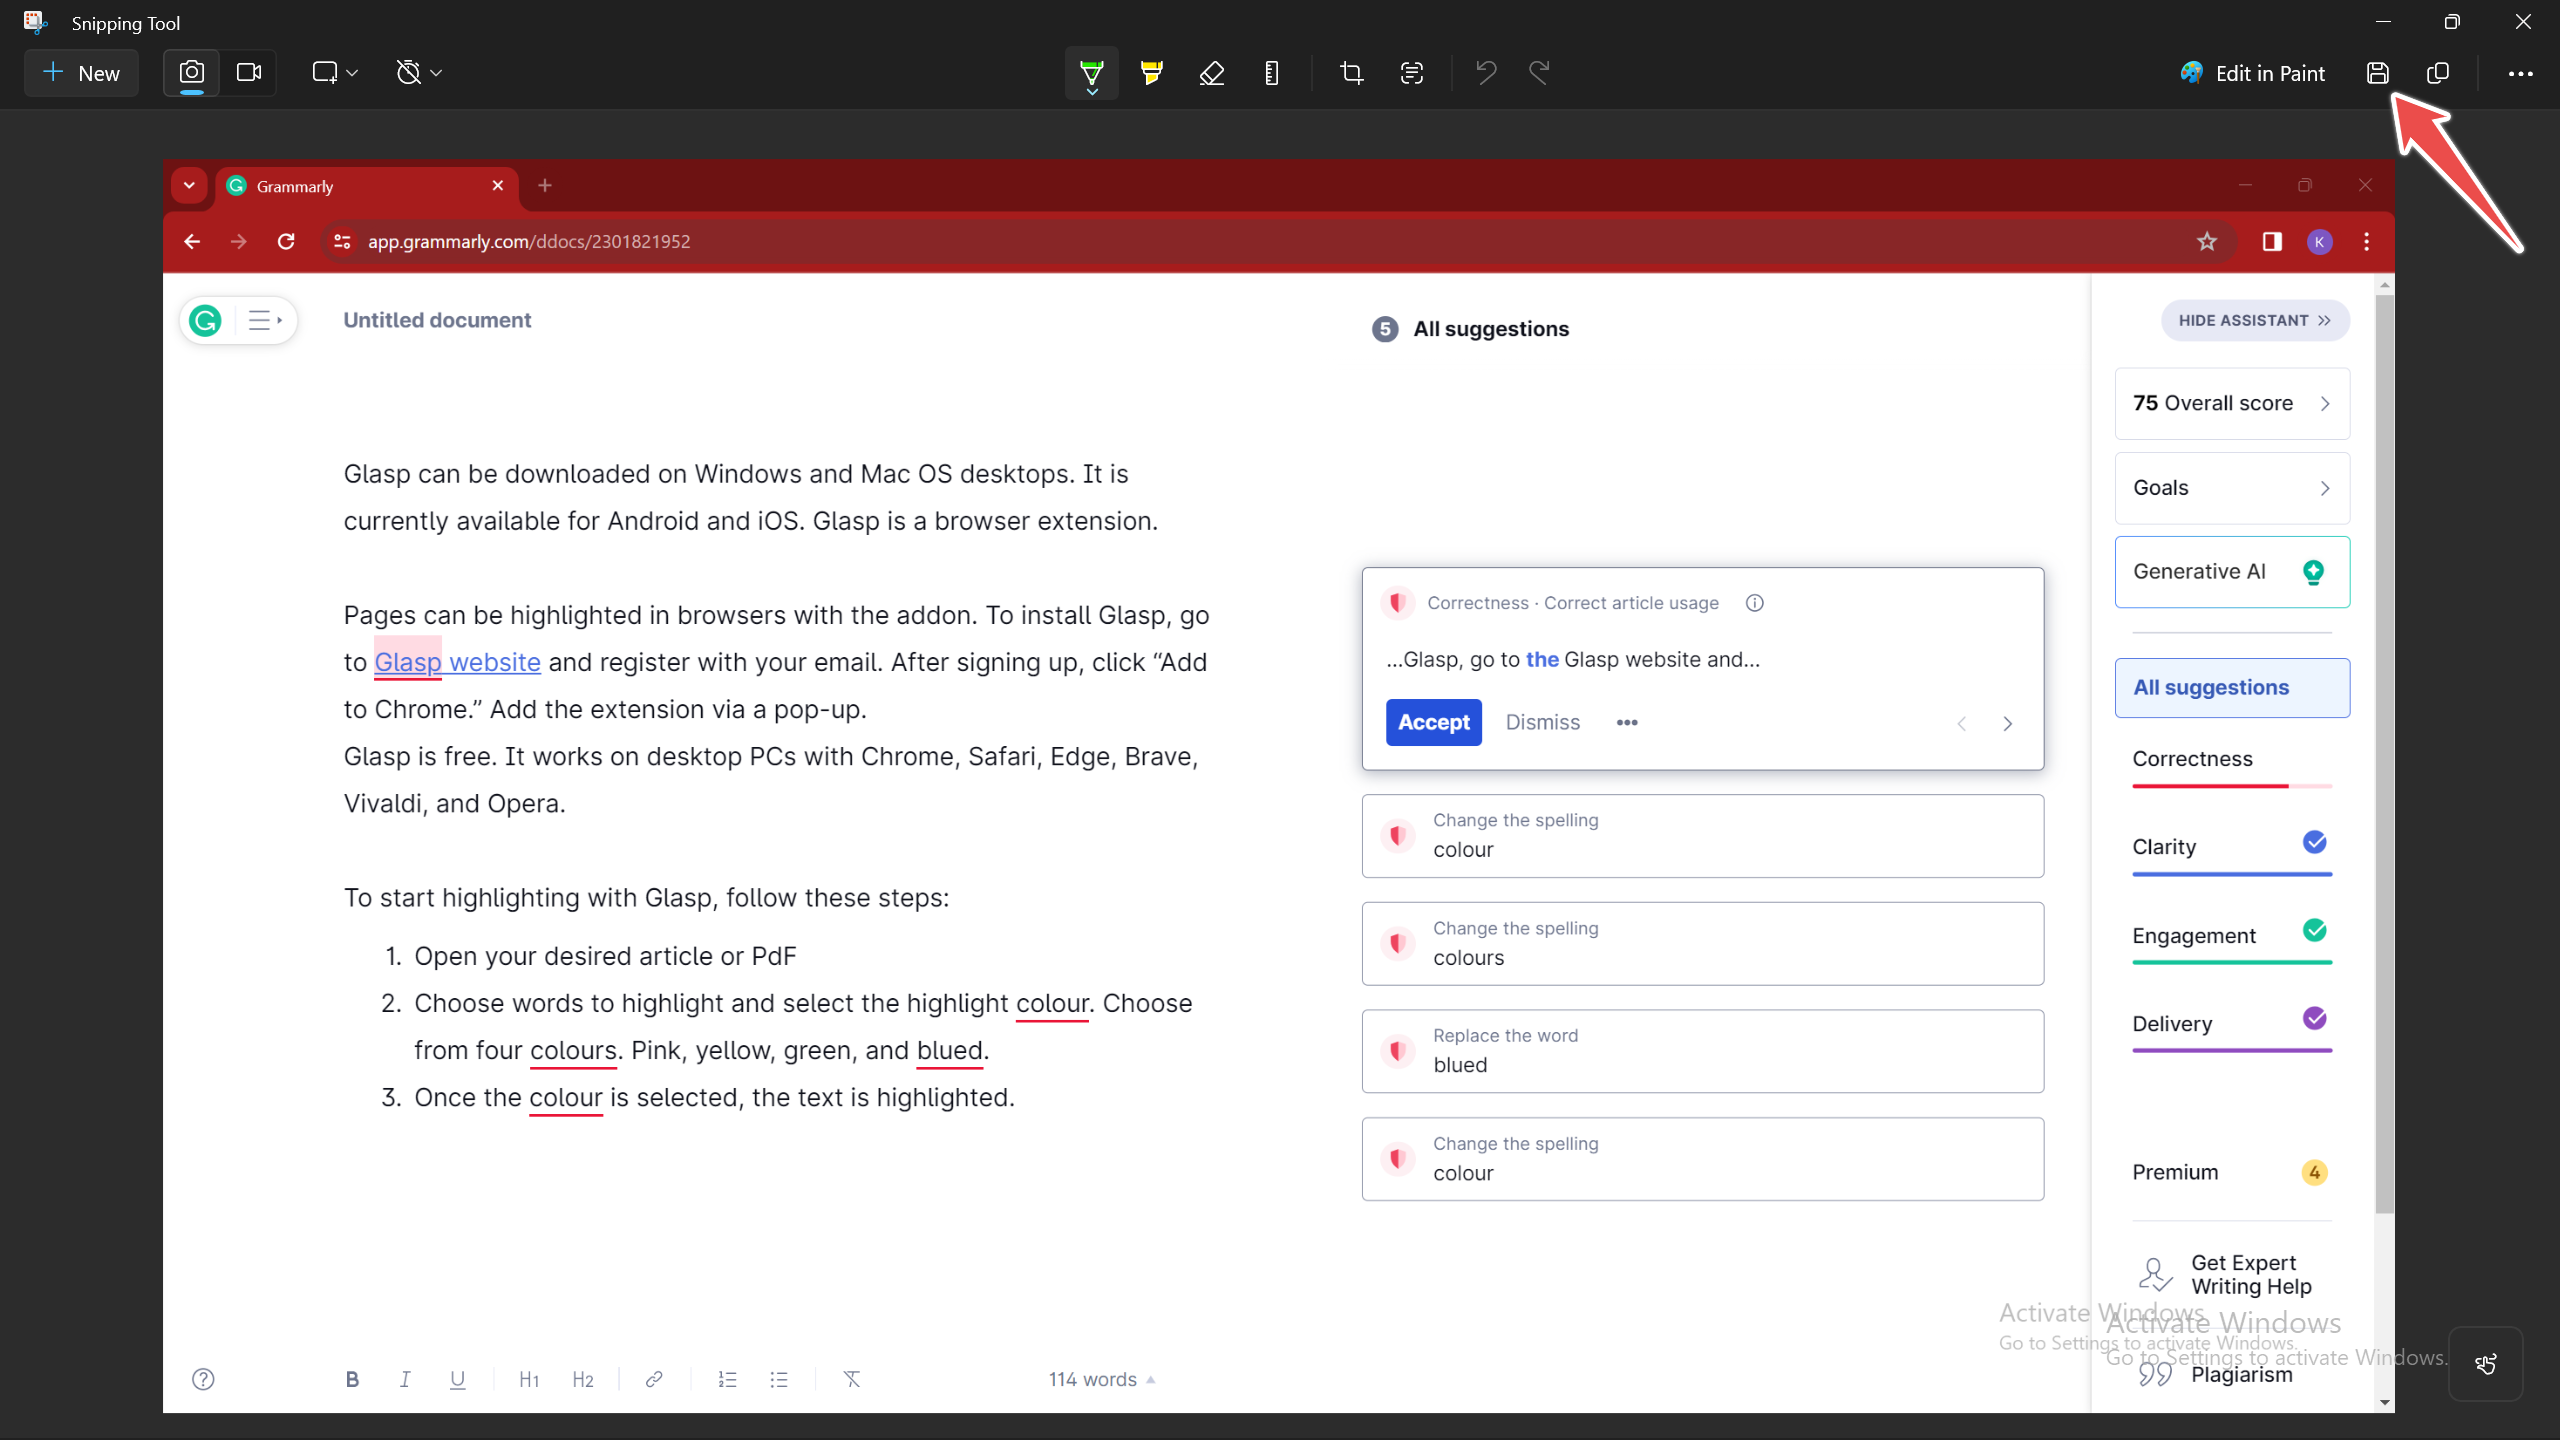 Snipping Tool
New
Edit in Paint
Grammarly
app.grammarly.com/ddocs/2301821952
Untitled document
5 All suggestions
HIDE ASSISTANT
75 Overall score
Goals
Generative AI
All suggestions
Correctness
Clarity
Engagement
Delivery
Premium 4
Get Expert
Writing Help
Plagiarism
Glasp can be downloaded on Windows and Mac OS desktops. It is
currently available for Android and iOS. Glasp is a browser extension.
Pages can be highlighted in browsers with the addon. To install Glasp, go
to Glasp website and register with your email. After signing up, click “Add
to Chrome.” Add the extension via a pop-up.
Glasp is free. It works on desktop PCs with Chrome, Safari, Edge, Brave,
Vivaldi, and Opera.
To start highlighting with Glasp, follow these steps:
1. Open your desired article or PdF
2. Choose words to highlight and select the highlight colour. Choose
from four colours. Pink, yellow, green, and blued.
3. Once the colour is selected, the text is highlighted.
Correctness · Correct article usage
...Glasp, go to the Glasp website and...
Accept Dismiss
Change the spelling
colour
Change the spelling
colours
Replace the word
blued
Change the spelling
colour
B I U H1 H2
114 words
Activate Windows
Go to Settings to activate Windows.
Activate Windows
Go to Settings to activate Windows.
K